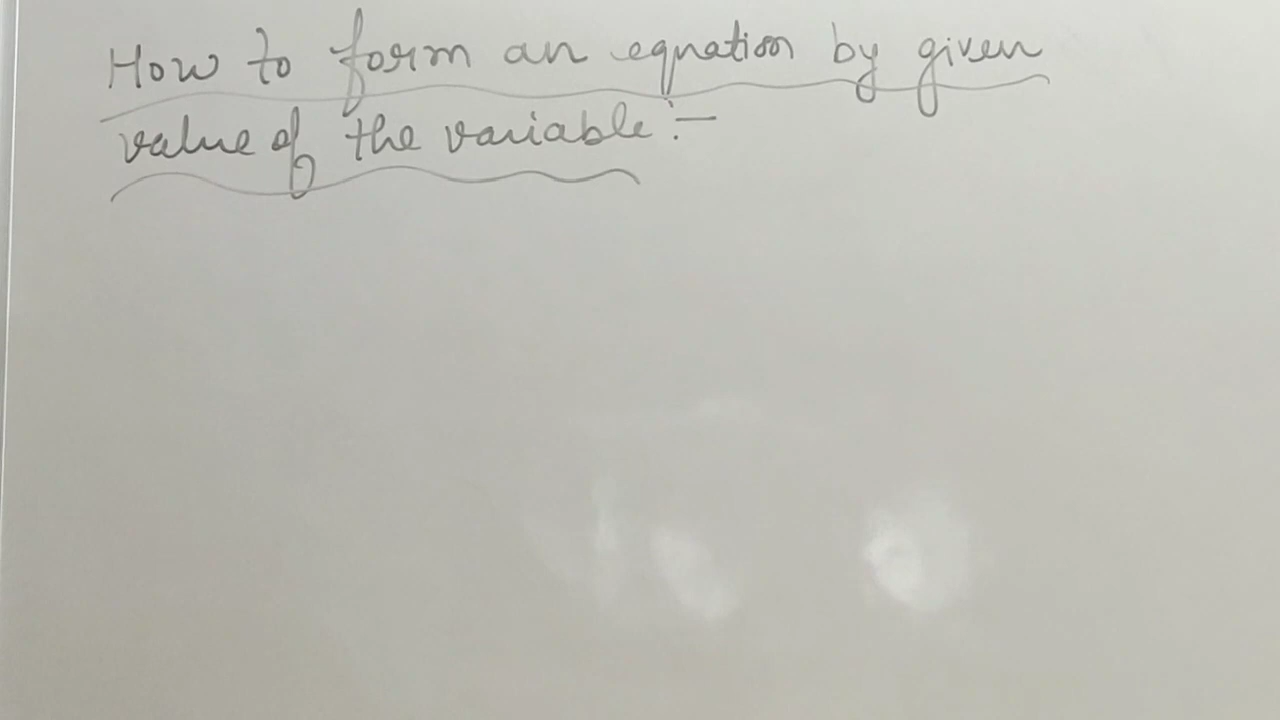 How to form an equation by given
value of the variable :-